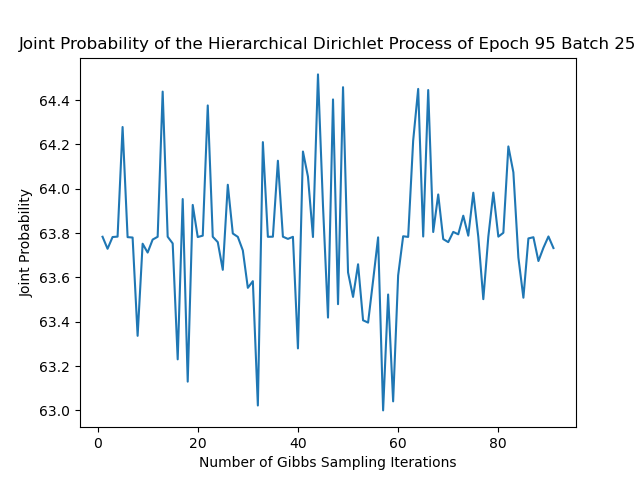 Joint Probability of the Hierarchical Dirichlet Process of Epoch 95 Batch 25
64.4
64.2
64.0
63.8
63.6
63.4
63.2
63.0
Joint Probability
0 20 40 60 80
Number of Gibbs Sampling Iterations